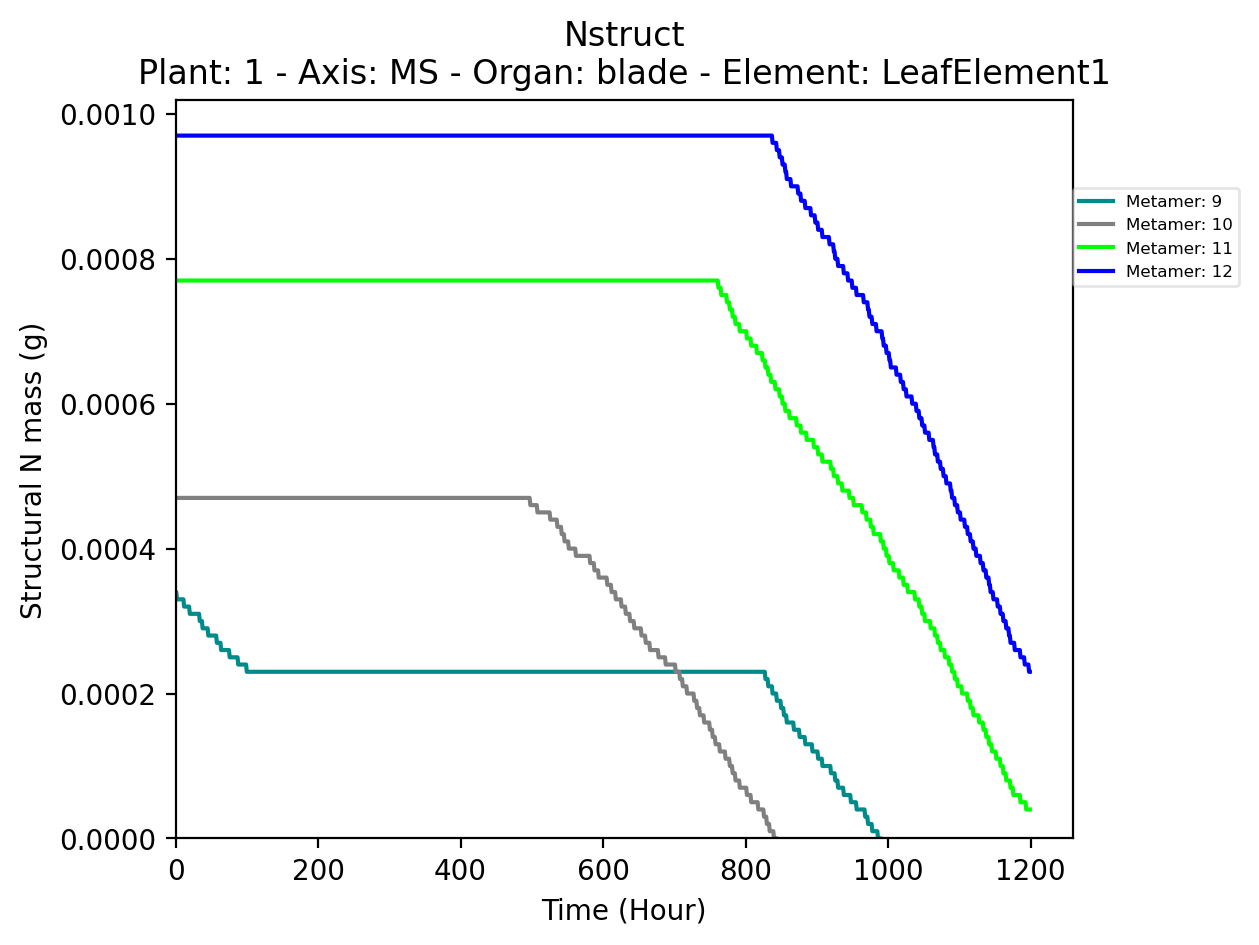 Nstruct
Plant: 1 - Axis: MS - Organ: blade - Element: LeafElement1
0.0010
0.0008
0.0006
0.0004
0.0002
0.0000
Structural N mass (g)
0 200 400 600 800 1000 1200
Time (Hour)
Metamer: 9
Metamer: 10
Metamer: 11
Metamer: 12